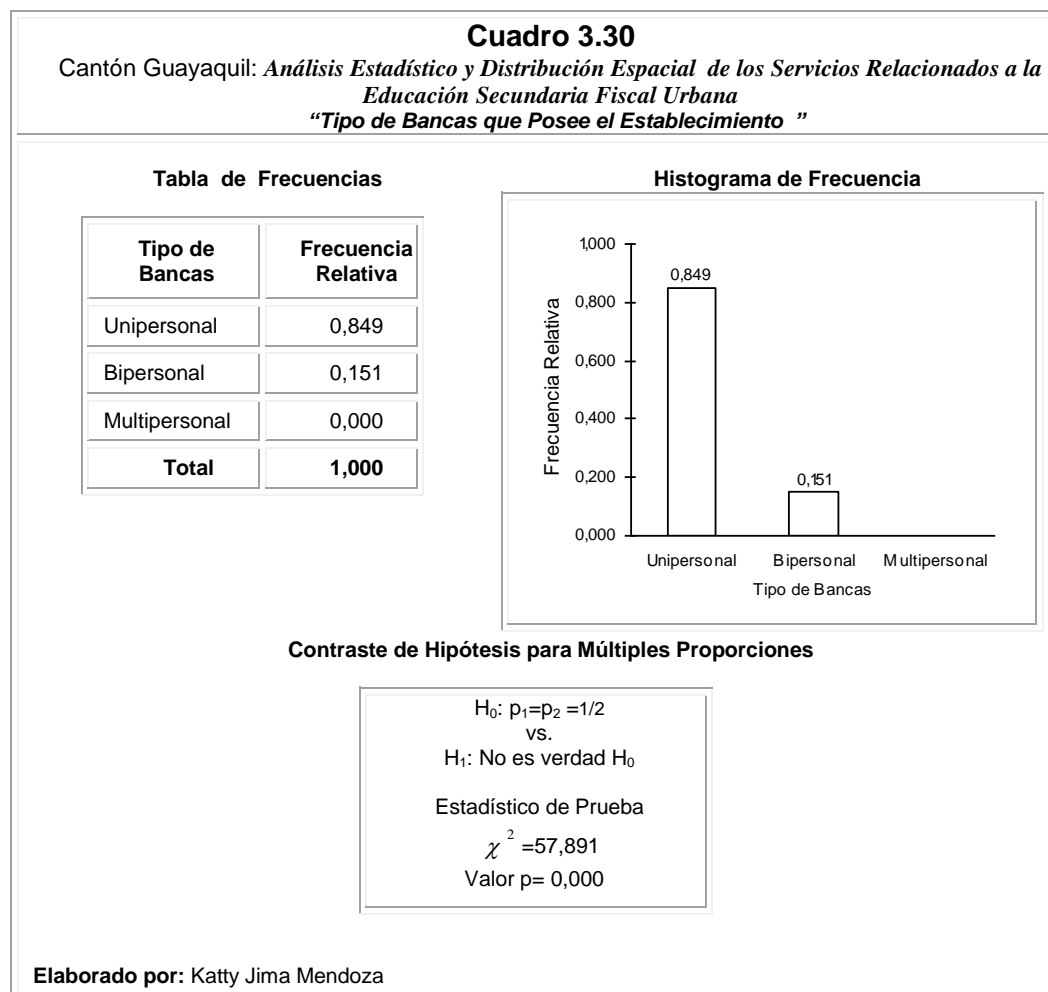 Cuadro 3.30
Cantón Guayaquil: Análisis Estadístico y Distribución Espacial de los Servicios Relacionados a la
Educación Secundaria Fiscal Urbana
“Tipo de Bancas que Posee el Establecimiento ”
Tabla de Frecuencias
Tipo de
Bancas
Frecuencia
Relativa
Unipersonal 0,849
Bipersonal 0,151
Multipersonal 0,000
Total 1,000
Histograma de Frecuencia
Frecuencia Relativa
1,000
0,800
0,600
0,400
0,200
0,000
0,849
0,151
Unipersonal Bipersonal Multipersonal
Tipo de Bancas
Contraste de Hipótesis para Múltiples Proporciones
H₀: p₁=p₂ =1/2
vs.
H₁: No es verdad H₀
Estadístico de Prueba
χ² =57,891
Valor p= 0,000
Elaborado por: Katty Jima Mendoza